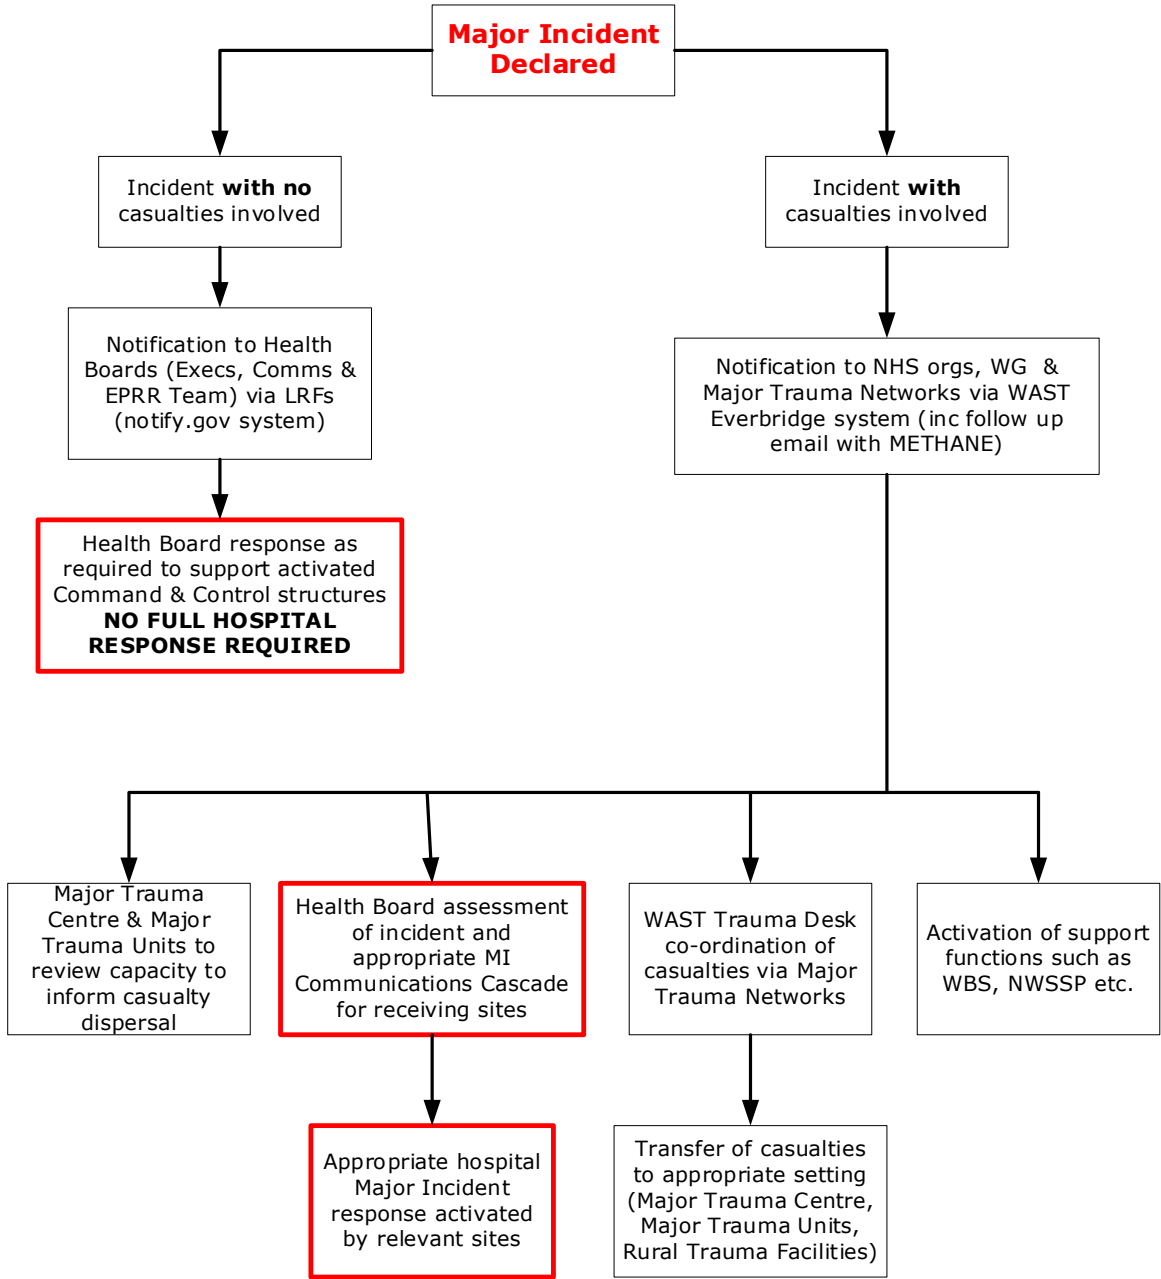 Major Incident
Declared
Incident with no
casualties involved
Incident with
casualties involved
Notification to Health
Boards (Execs, Comms &
EPRR Team) via LRFs
(notify.gov system)
Notification to NHS orgs, WG &
Major Trauma Networks via WAST
Everbridge system (inc follow up
email with METHANE)
Health Board response as
required to support activated
Command & Control structures
NO FULL HOSPITAL
RESPONSE REQUIRED
Major Trauma
Centre & Major
Trauma Units to
review capacity to
inform casualty
dispersal
Health Board assessment
of incident and
appropriate MI
Communications Cascade
for receiving sites
WAST Trauma Desk
co-ordination of
casualties via Major
Trauma Networks
Activation of support
functions such as
WBS, NWSSP etc.
Appropriate hospital
Major Incident
response activated
by relevant sites
Transfer of casualties
to appropriate setting
(Major Trauma Centre,
Major Trauma Units,
Rural Trauma Facilities)